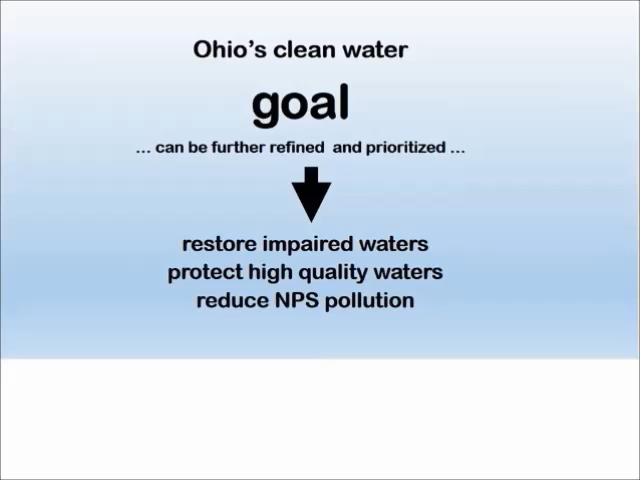 Ohio’s clean water
goal
... can be further refined and prioritized ...
restore impaired waters
protect high quality waters
reduce NPS pollution